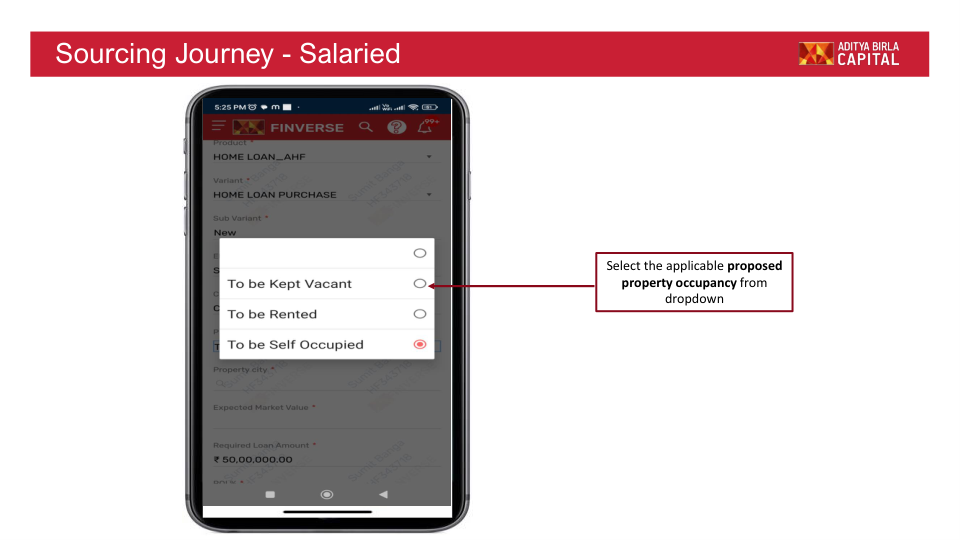 Sourcing Journey - Salaried
ADITYA BIRLA
CAPITAL
5:25 PM
FINVERSE
99+
Product *
HOME LOAN_AHF
Variant *
HOME LOAN PURCHASE
Sub Variant *
New
To be Kept Vacant
To be Rented
To be Self Occupied
Property city *
Expected Market Value *
Required Loan Amount *
₹ 50,00,000.00
Select the applicable proposed
property occupancy from
dropdown